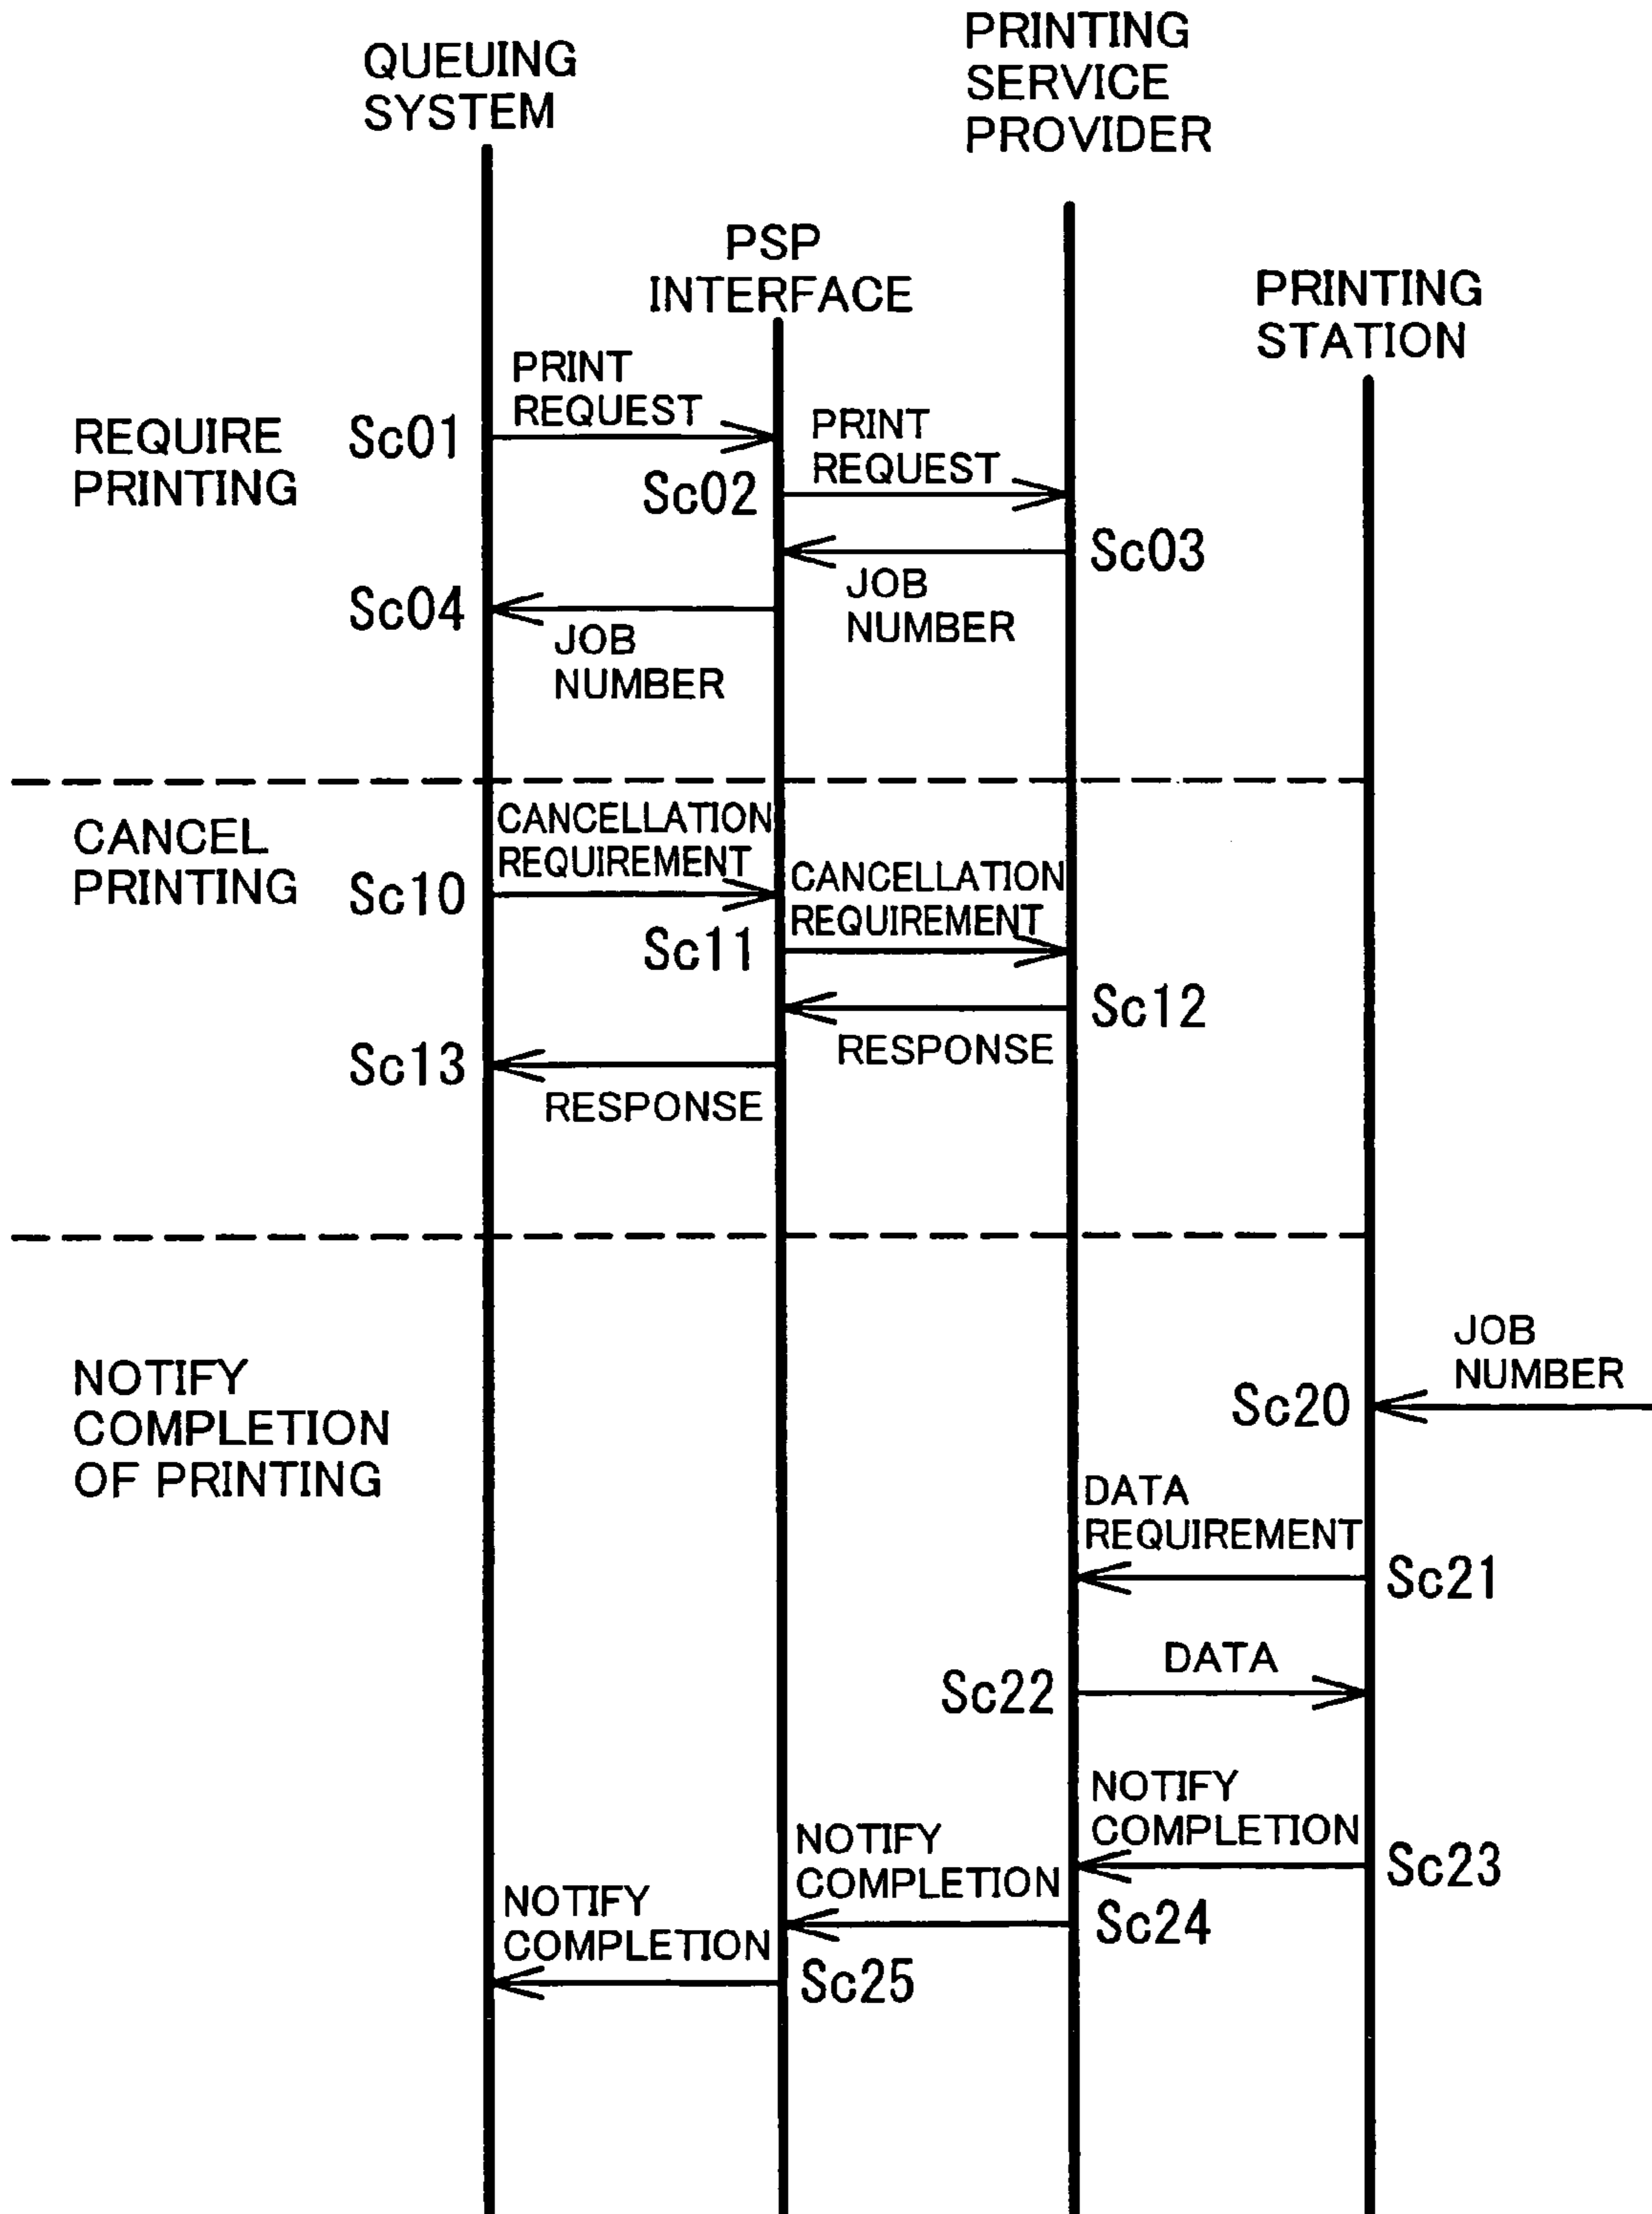 QUEUING
SYSTEM
PRINTING
SERVICE
PROVIDER
PSP
INTERFACE
PRINTING
STATION
REQUIRE
PRINTING
Sc01
PRINT
REQUEST
Sc02
PRINT
REQUEST
Sc03
JOB
NUMBER
Sc04
JOB
NUMBER
CANCEL
PRINTING
Sc10
CANCELLATION
REQUIREMENT
Sc11
CANCELLATION
REQUIREMENT
Sc12
RESPONSE
Sc13
RESPONSE
NOTIFY
COMPLETION
OF PRINTING
JOB
NUMBER
Sc20
DATA
REQUIREMENT
Sc21
DATA
Sc22
NOTIFY
COMPLETION
Sc23
NOTIFY
COMPLETION
Sc24
NOTIFY
COMPLETION
Sc25